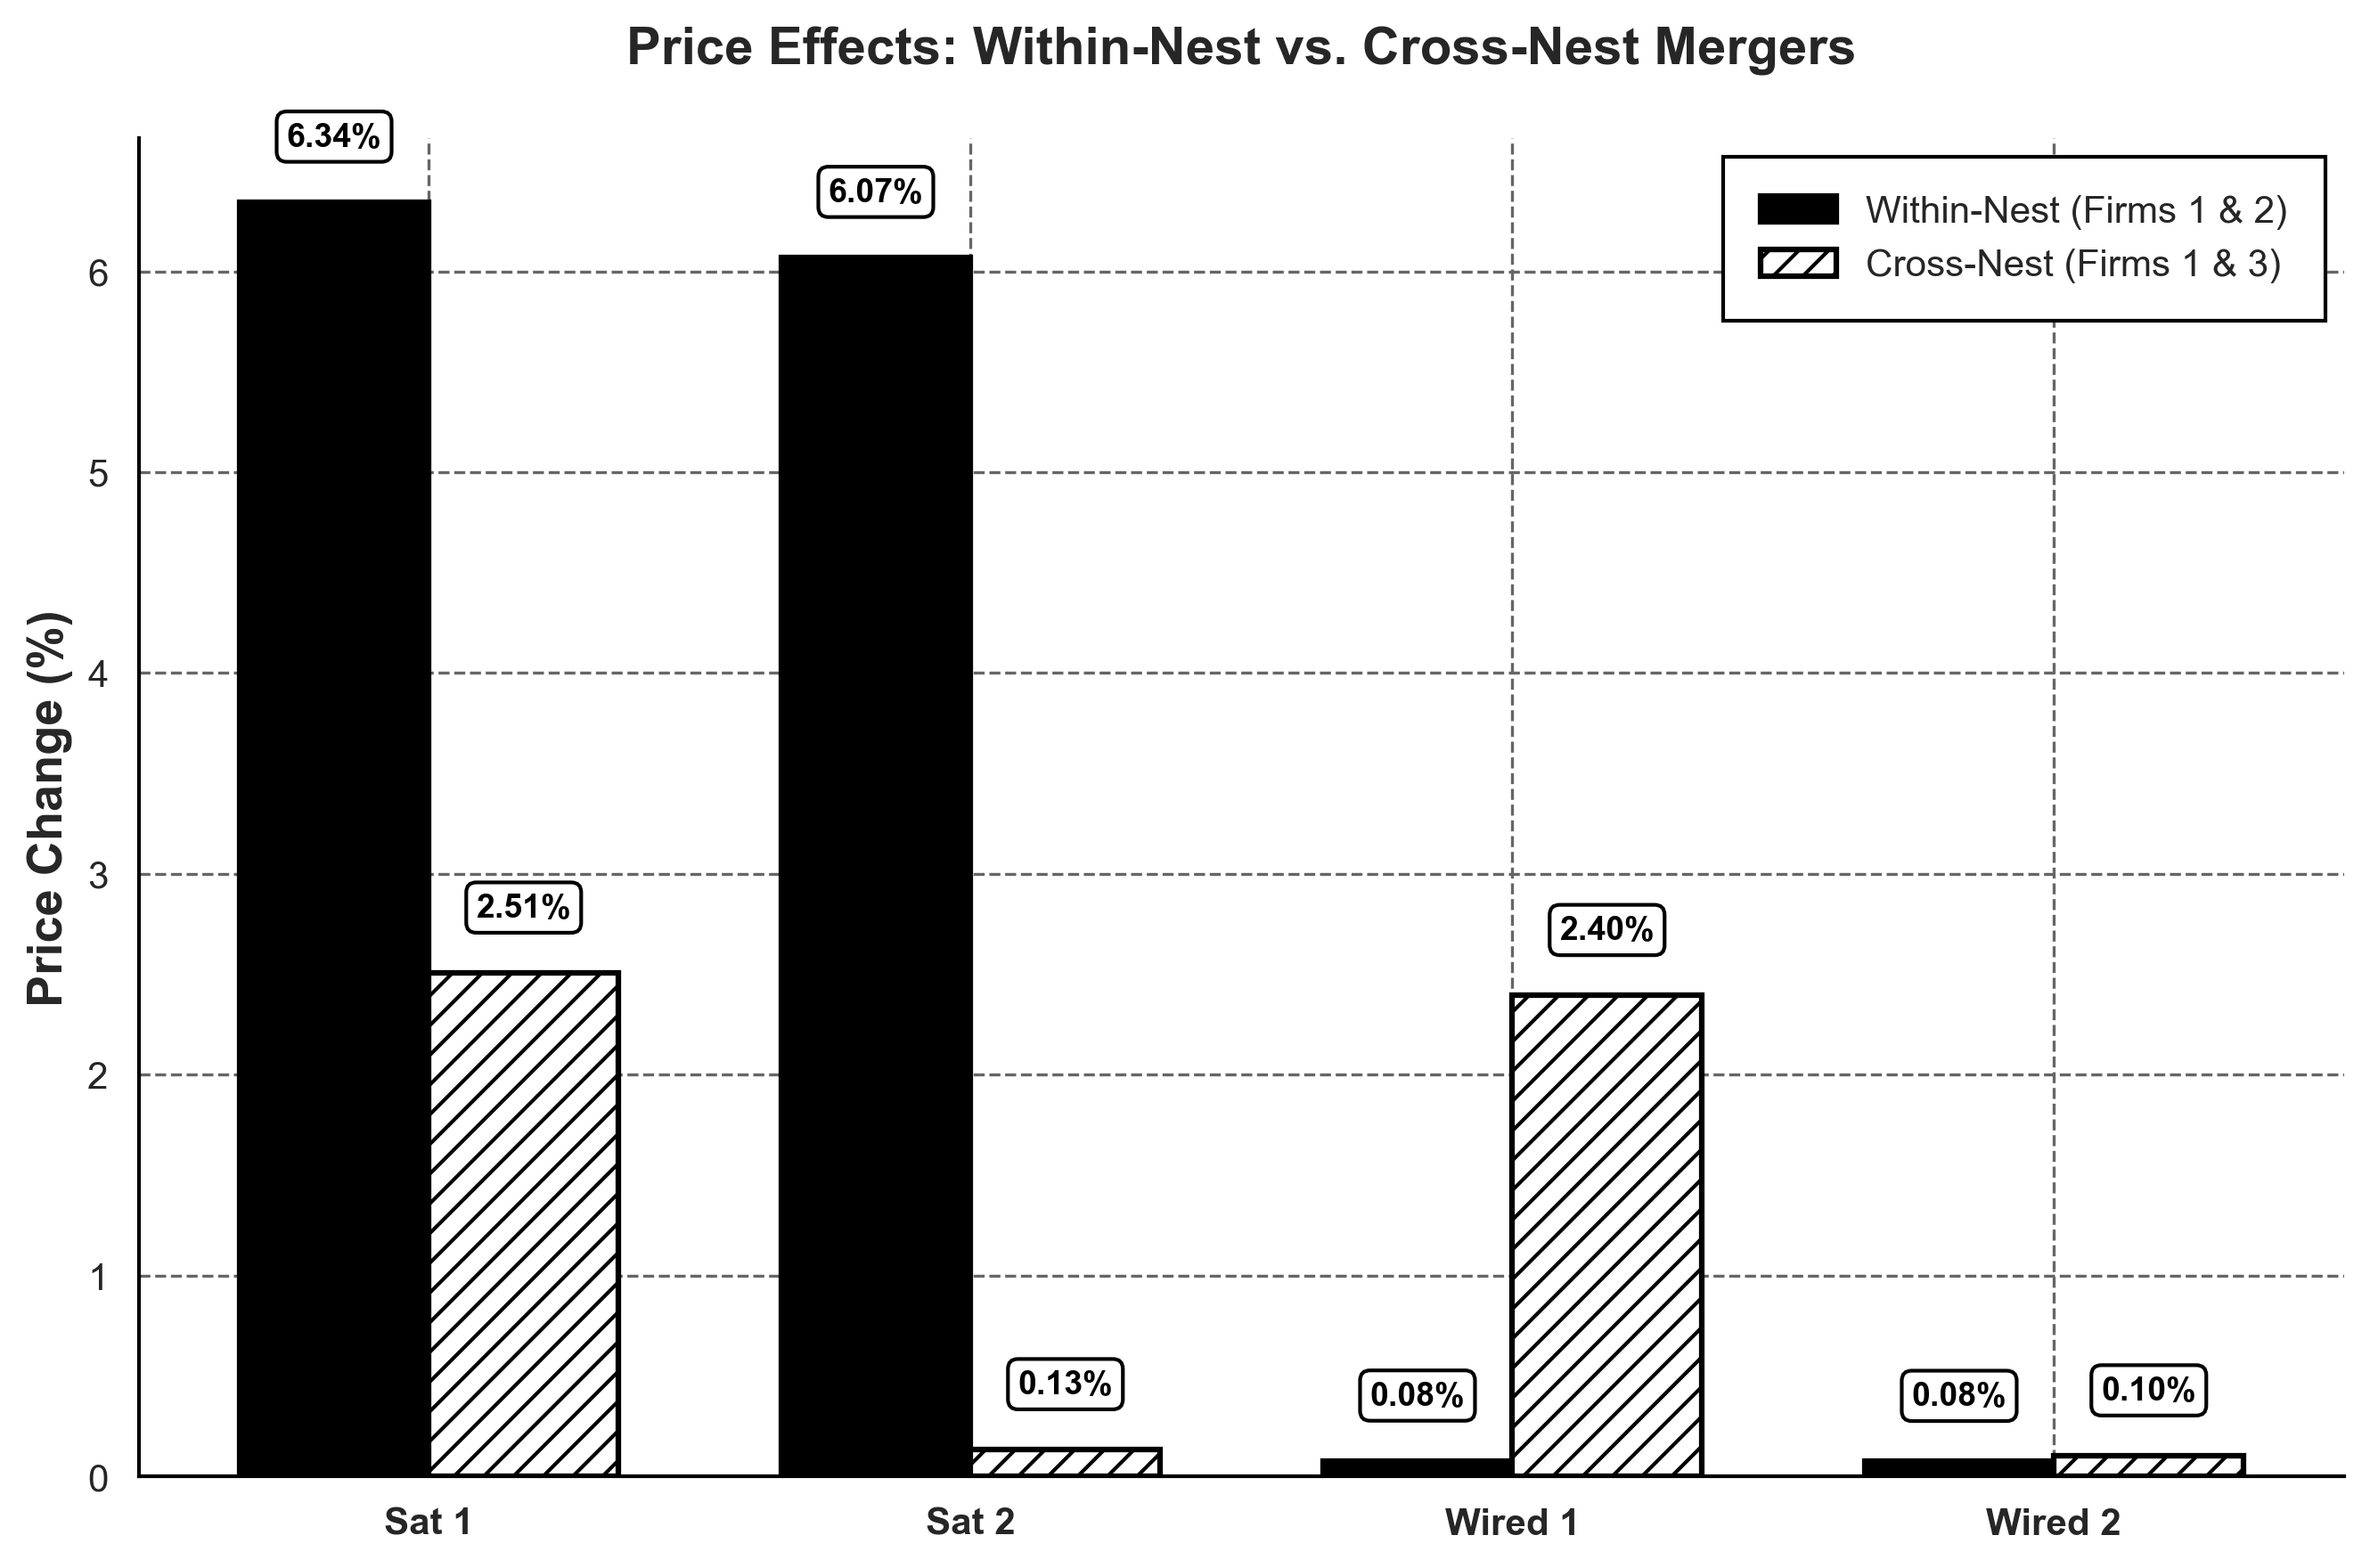 Price Effects: Within-Nest vs. Cross-Nest Mergers
Within-Nest (Firms 1 & 2)
Cross-Nest (Firms 1 & 3)
Price Change (%)
6
5
4
3
2
1
0
6.34%
2.51%
6.07%
0.13%
0.08%
2.40%
0.08%
0.10%
Sat 1
Sat 2
Wired 1
Wired 2